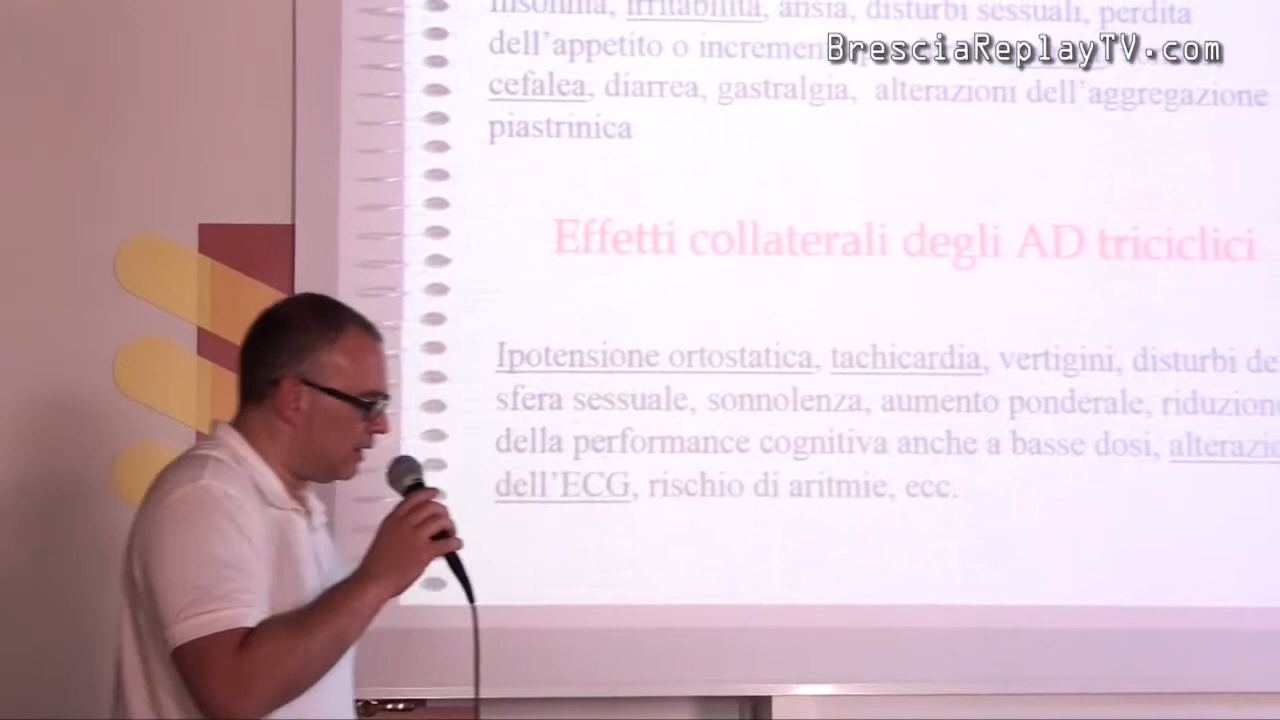 insonnia, irritabilità, ansia, disturbi sessuali, perdita
dell'appetito o increment
BresciaReplayTV.com
cefalea, diarrea, gastralgia, alterazioni dell'aggregazione
piastrinica
Effetti collaterali degli AD triciclici
Ipotensione ortostatica, tachicardia, vertigini, disturbi de
sfera sessuale, sonnolenza, aumento ponderale, riduzion
della performance cognitiva anche a basse dosi, alterazio
dell'ECG, rischio di aritmie, ecc.